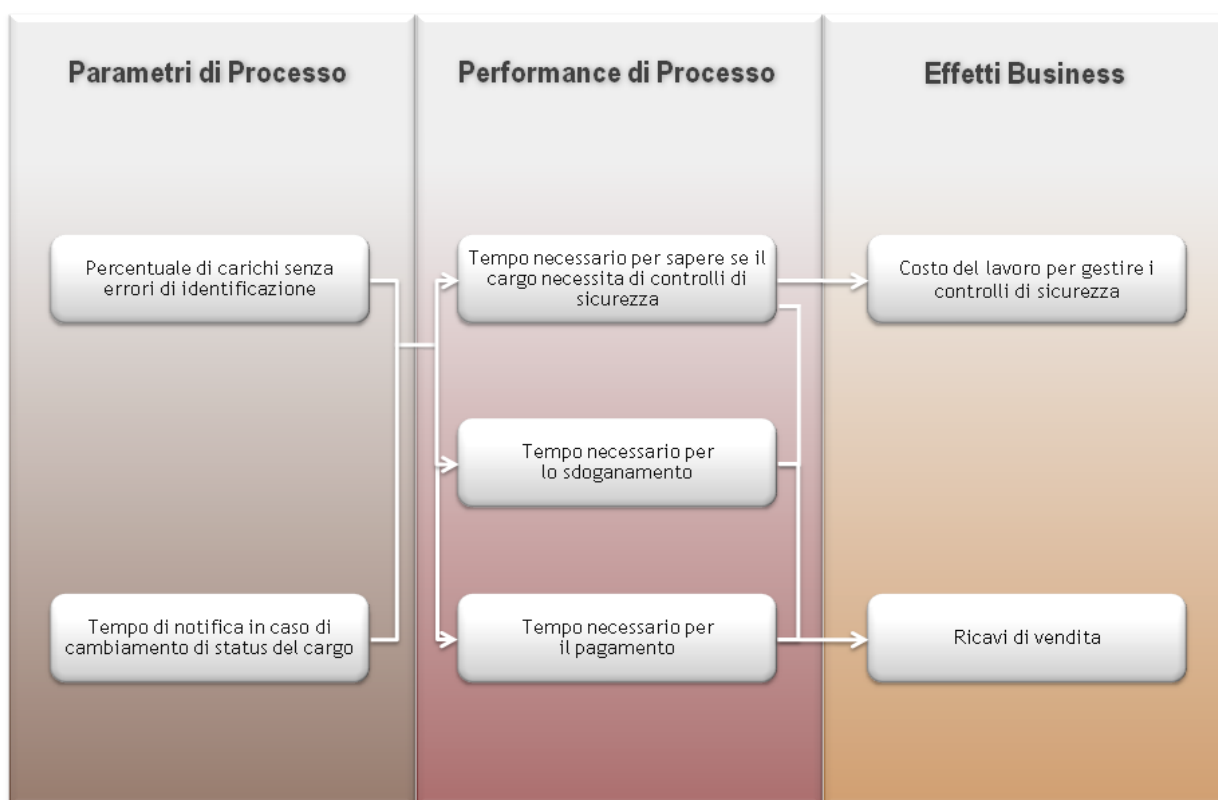 Parametri di Processo
Performance di Processo
Effetti Business
Percentuale di carichi senza
errori di identificazione
Tempo necessario per sapere se il
cargo necessita di controlli di
sicurezza
Costo del lavoro per gestire i
controlli di sicurezza
Tempo necessario per
lo sdoganamento
Tempo di notifica in caso di
cambiamento di status del cargo
Tempo necessario per
il pagamento
Ricavi di vendita